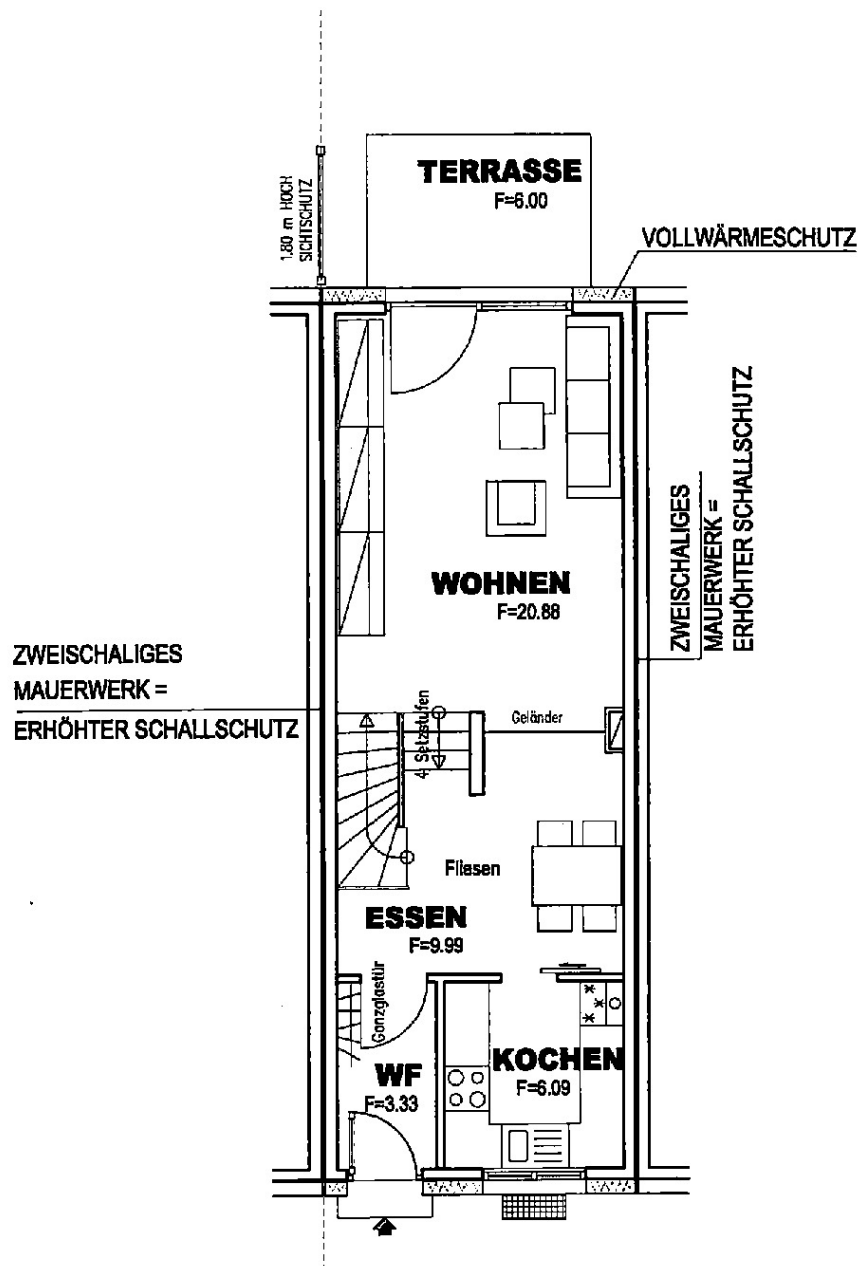 TERRASSE
F=6.00
1.80 m HOCH
SICHTSCHUTZ
VOLLWÄRMESCHUTZ
ZWEISCHALIGES
MAUERWERK =
ERHÖHTER SCHALLSCHUTZ
WOHNEN
F=20.88
ZWEISCHALIGES
MAUERWERK =
ERHÖHTER SCHALLSCHUTZ
4 Setzstufen
Geländer
Fliesen
ESSEN
F=9.99
Ganzglastür
KOCHEN
F=6.09
WF
F=3.33